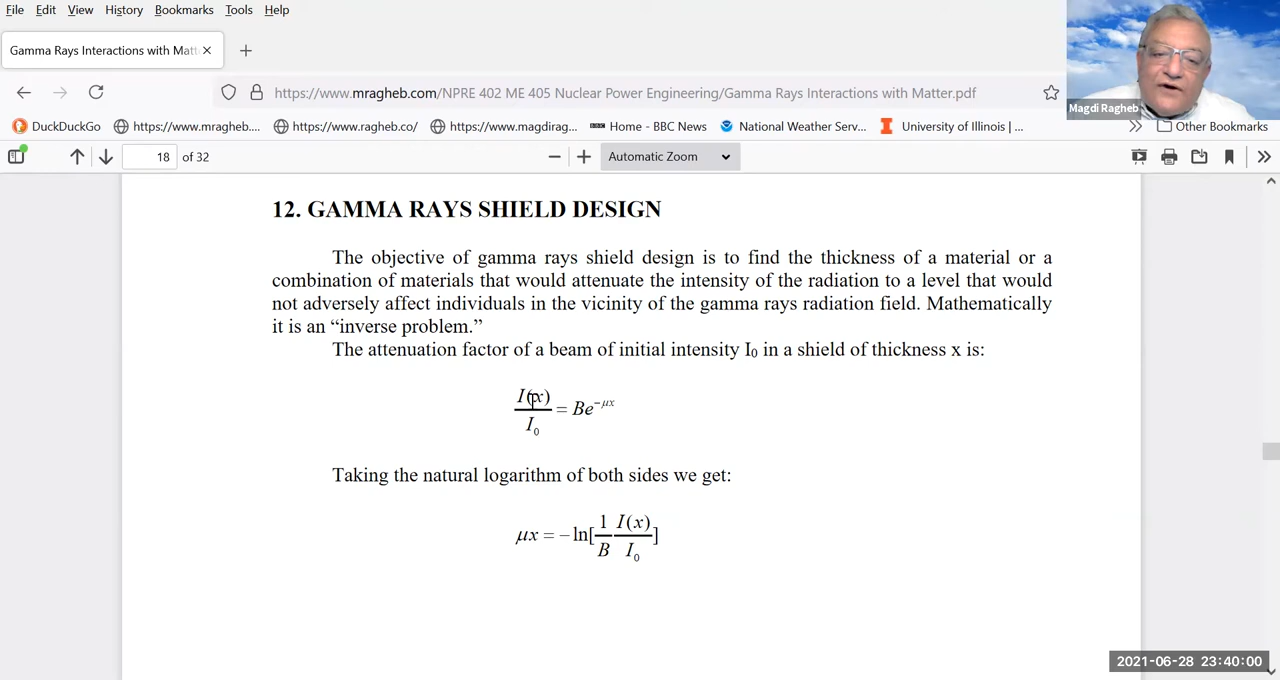 File Edit View History Bookmarks Tools Help
Gamma Rays Interactions with Matt
https://www.mragheb.com/NPRE 402 ME 405 Nuclear Power Engineering/Gamma Rays Interactions with Matter.pdf
Magdi Ragheb
DuckDuckGo https://www.mragheb.... https://www.ragheb.co/ https://www.magdirag... Home - BBC News National Weather Serv... University of Illinois | ... Other Bookmarks
18 of 32 Automatic Zoom
12. GAMMA RAYS SHIELD DESIGN
The objective of gamma rays shield design is to find the thickness of a material or a
combination of materials that would attenuate the intensity of the radiation to a level that would
not adversely affect individuals in the vicinity of the gamma rays radiation field. Mathematically
it is an “inverse problem.”
The attenuation factor of a beam of initial intensity I₀ in a shield of thickness x is:
I(x)/I₀ = Be^{−μx}
Taking the natural logarithm of both sides we get:
μx = −ln[1/B I(x)/I₀]
2021-06-28 23:40:00